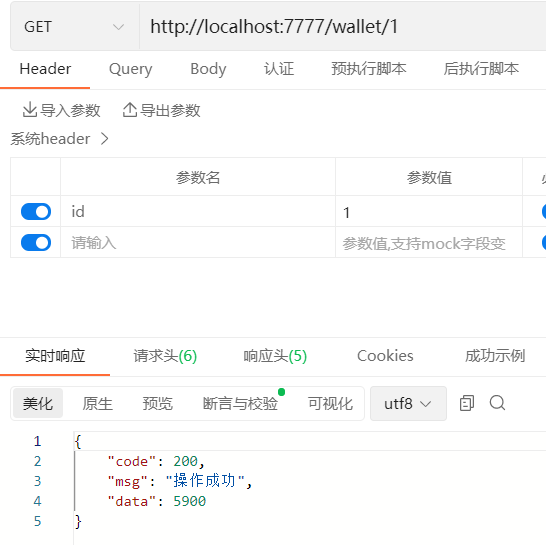 GET http://localhost:7777/wallet/1
Header Query Body 认证 预执行脚本 后执行脚本
导入参数 导出参数
系统header
参数名 参数值
id 1
请输入 参数值,支持mock字段变
实时响应 请求头(6) 响应头(5) Cookies 成功示例
美化 原生 预览 断言与校验 可视化 utf8
1 {
2 "code": 200,
3 "msg": "操作成功",
4 "data": 5900
5 }